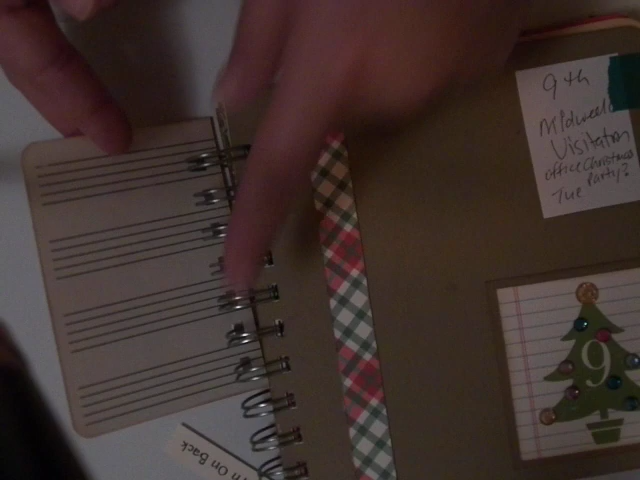 9th
Midweek
Visitation
office Christmas
Party?
Tue
9
On Back